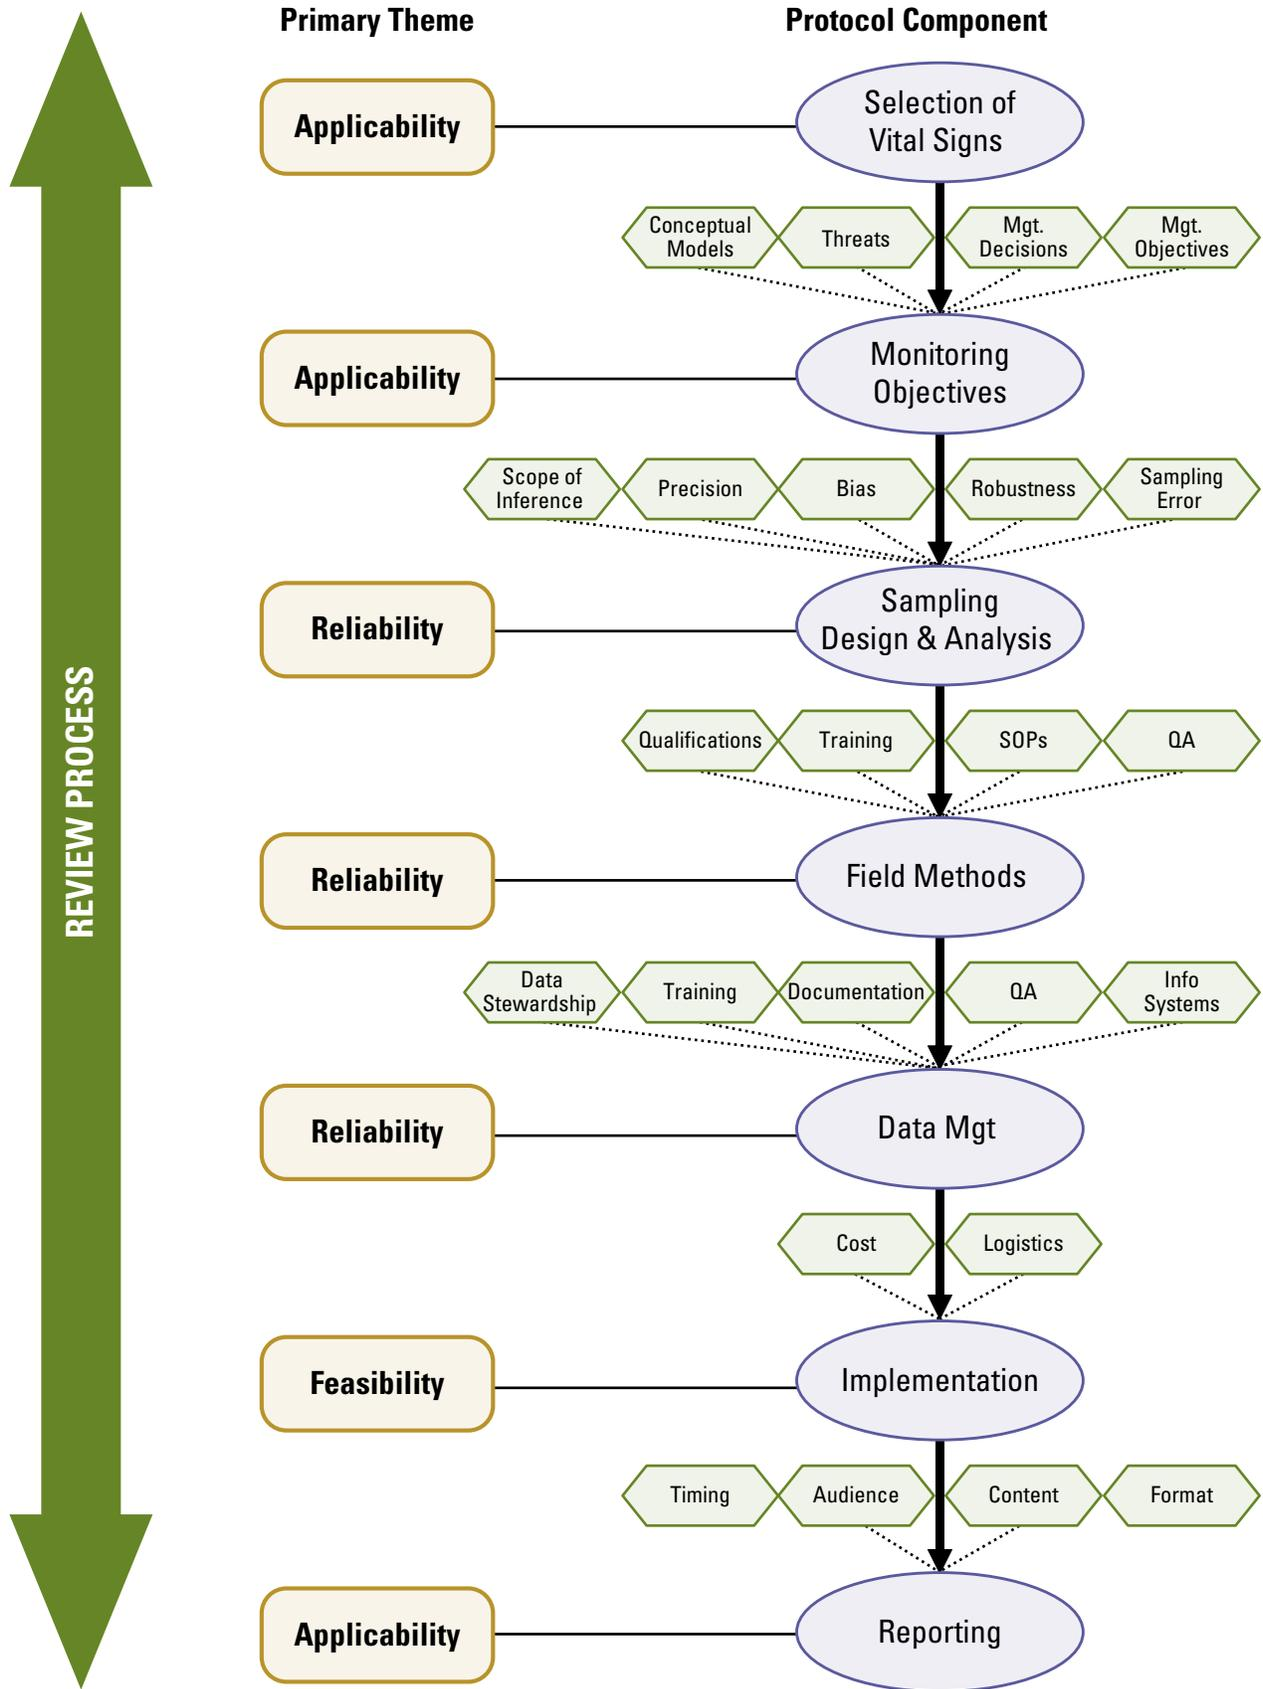 Primary Theme
Protocol Component
Applicability
Selection of
Vital Signs
Conceptual
Models
Threats
Mgt.
Decisions
Mgt.
Objectives
Applicability
Monitoring
Objectives
Scope of
Inference
Precision
Bias
Robustness
Sampling
Error
Reliability
Sampling
Design & Analysis
Qualifications
Training
SOPs
QA
REVIEW PROCESS
Reliability
Field Methods
Data
Stewardship
Training
Documentation
QA
Info
Systems
Reliability
Data Mgt
Cost
Logistics
Feasibility
Implementation
Timing
Audience
Content
Format
Applicability
Reporting